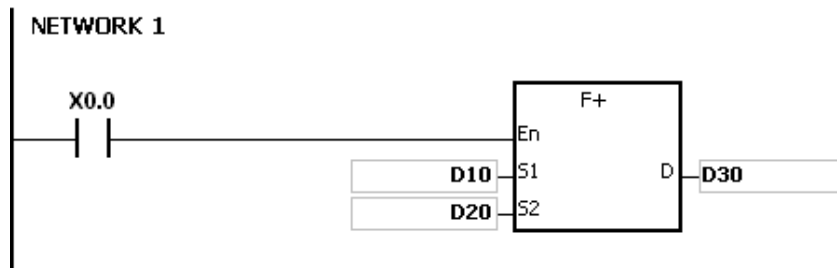 NETWORK 1
X0.0
F+
En
D10 S1 D D30
D20 S2